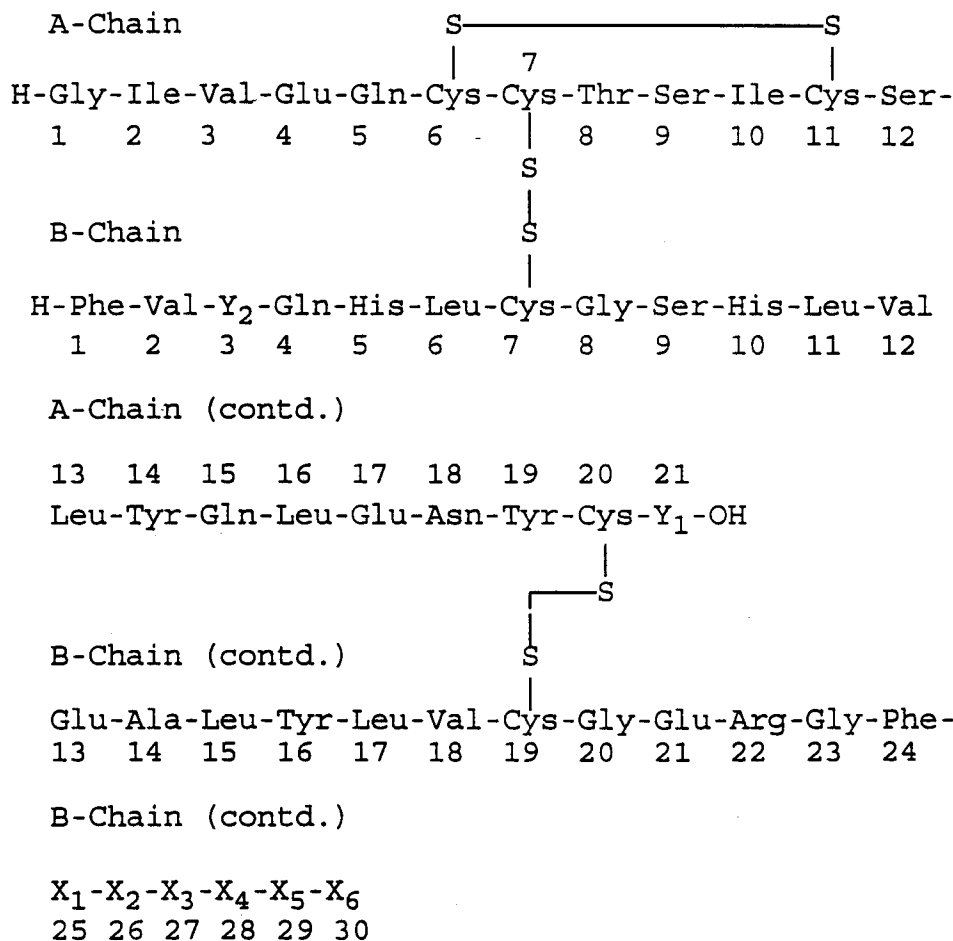 A-Chain S S
7
H-Gly-Ile-Val-Glu-Gln-Cys-Cys-Thr-Ser-Ile-Cys-Ser-
1 2 3 4 5 6 8 9 10 11 12
S
B-Chain S
H-Phe-Val-Y₂-Gln-His-Leu-Cys-Gly-Ser-His-Leu-Val
1 2 3 4 5 6 7 8 9 10 11 12
A-Chain (contd.)
13 14 15 16 17 18 19 20 21
Leu-Tyr-Gln-Leu-Glu-Asn-Tyr-Cys-Y₁-OH
S
B-Chain (contd.) S
Glu-Ala-Leu-Tyr-Leu-Val-Cys-Gly-Glu-Arg-Gly-Phe-
13 14 15 16 17 18 19 20 21 22 23 24
B-Chain (contd.)
X₁-X₂-X₃-X₄-X₅-X₆
25 26 27 28 29 30